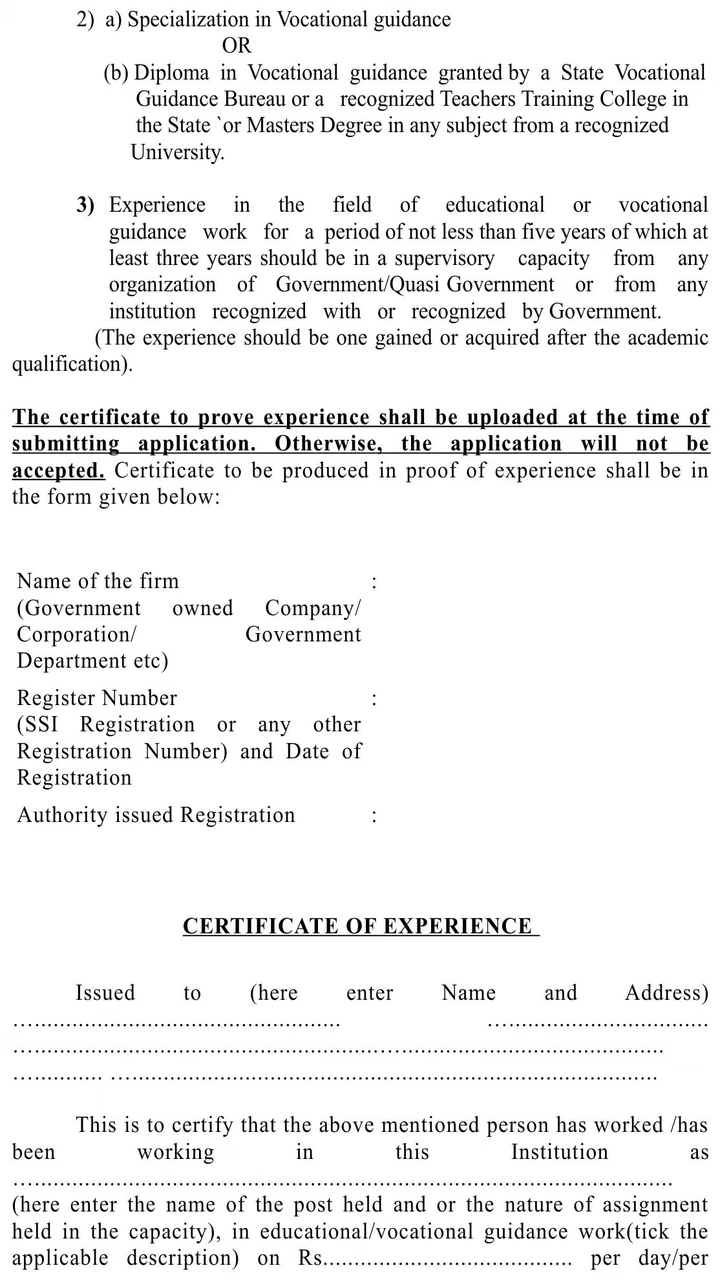 2) a) Specialization in Vocational guidance
OR
(b) Diploma in Vocational guidance granted by a State Vocational
Guidance Bureau or a recognized Teachers Training College in
the State `or Masters Degree in any subject from a recognized
University.
3) Experience in the field of educational or vocational
guidance work for a period of not less than five years of which at
least three years should be in a supervisory capacity from any
organization of Government/Quasi Government or from any
institution recognized with or recognized by Government.
(The experience should be one gained or acquired after the academic
qualification).
The certificate to prove experience shall be uploaded at the time of
submitting application. Otherwise, the application will not be
accepted. Certificate to be produced in proof of experience shall be in
the form given below:
Name of the firm :
(Government owned Company/
Corporation/ Government
Department etc)
Register Number :
(SSI Registration or any other
Registration Number) and Date of
Registration
Authority issued Registration :
CERTIFICATE OF EXPERIENCE
Issued to (here enter Name and Address)
…................................................ …................................
…....................................................…........................................
…........... ….................................................................................
This is to certify that the above mentioned person has worked /has
been working in this Institution as
…................................................................................................
(here enter the name of the post held and or the nature of assignment
held in the capacity), in educational/vocational guidance work(tick the
applicable description) on Rs...................................... per day/per